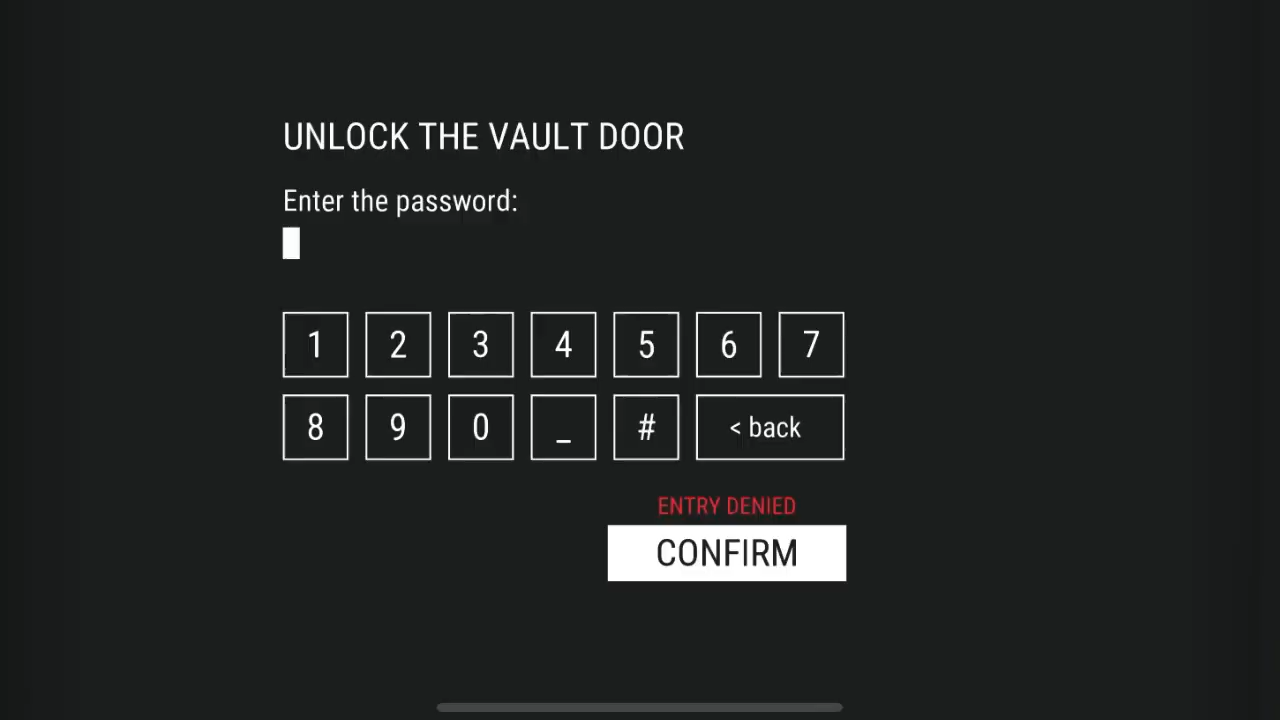 UNLOCK THE VAULT DOOR
Enter the password:
1 2 3 4 5 6 7
8 9 0 _ # < back
ENTRY DENIED
CONFIRM